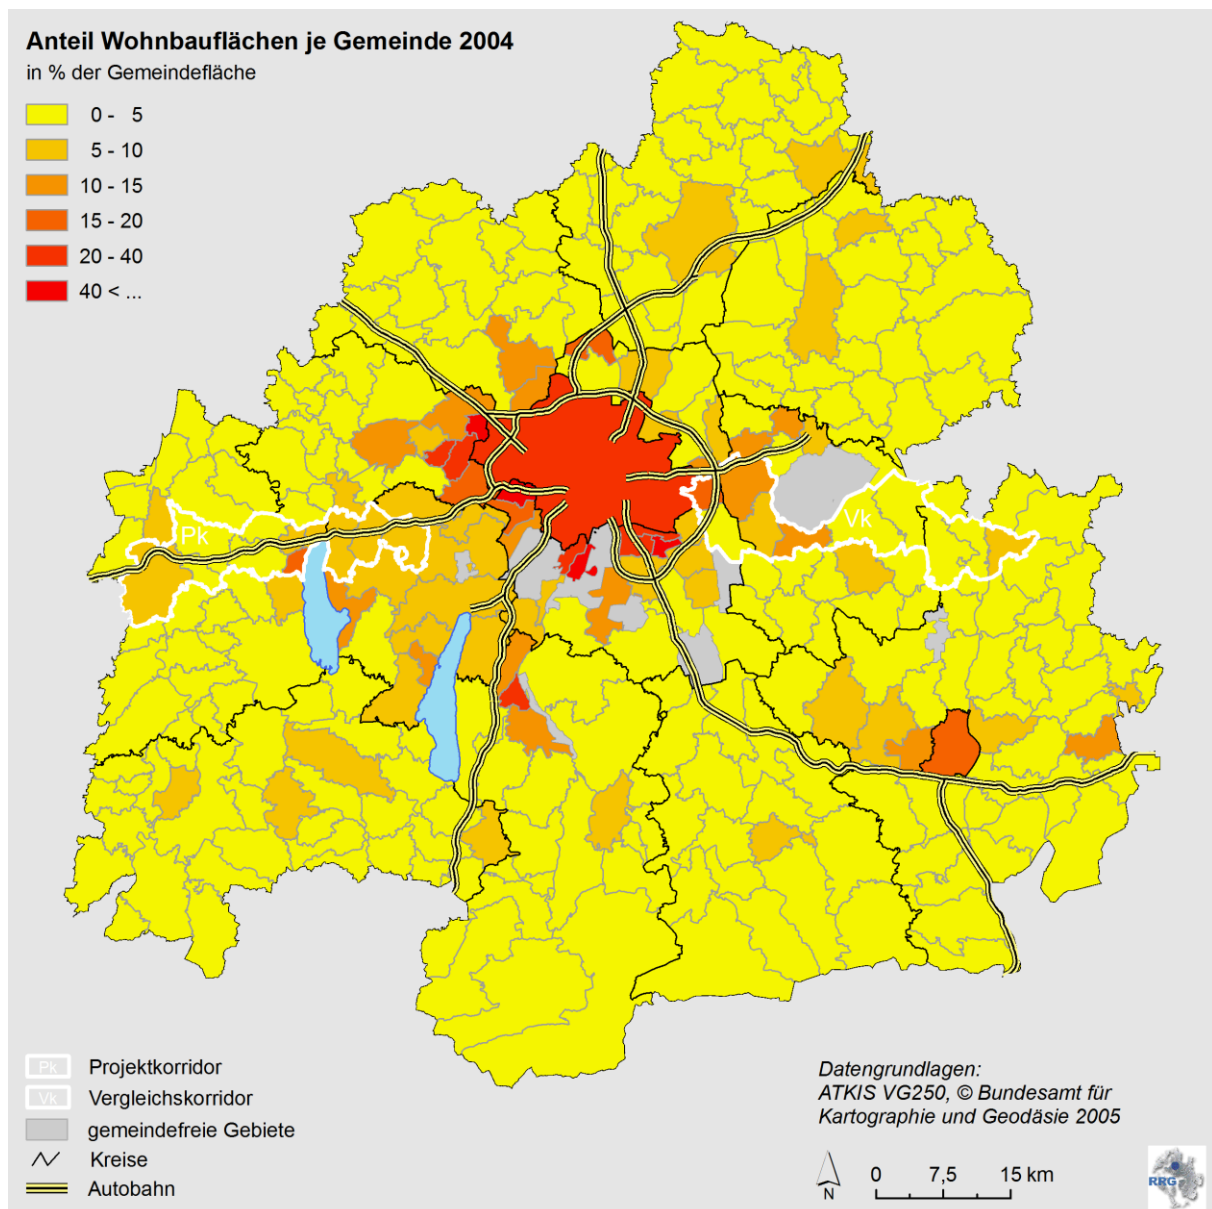 Anteil Wohnbauflächen je Gemeinde 2004
in % der Gemeindefläche
0 - 5
5 - 10
10 - 15
15 - 20
20 - 40
40 < ...
Pk
Vk
Pk Projektkorridor
Vk Vergleichskorridor
gemeindefreie Gebiete
Kreise
Autobahn
Datengrundlagen:
ATKIS VG250, © Bundesamt für
Kartographie und Geodäsie 2005
N
0 7,5 15 km
RRG